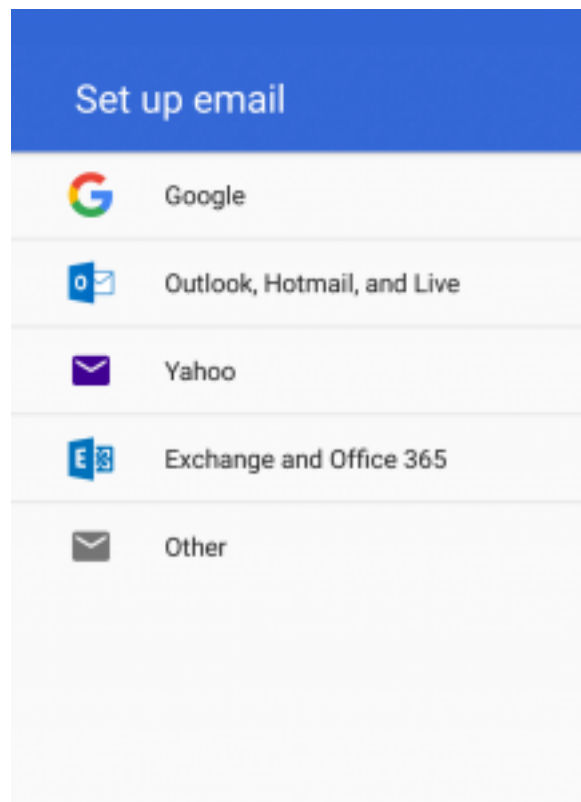 Set up email
Google
Outlook, Hotmail, and Live
Yahoo
Exchange and Office 365
Other